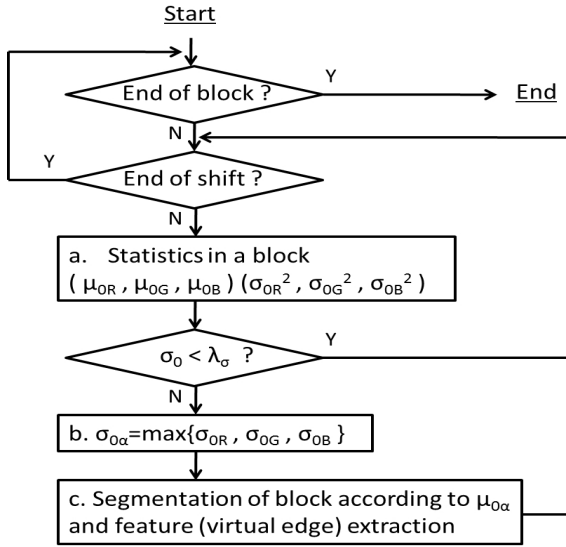 Start
End of block ?
Y
End
N
Y
End of shift ?
N
a. Statistics in a block
( μ₀R , μ₀G , μ₀B ) (σ₀R² , σ₀G² , σ₀B² )
σ₀ < λσ ?
Y
N
b. σ₀α=max{σ₀R , σ₀G , σ₀B }
c. Segmentation of block according to μ₀α
and feature (virtual edge) extraction